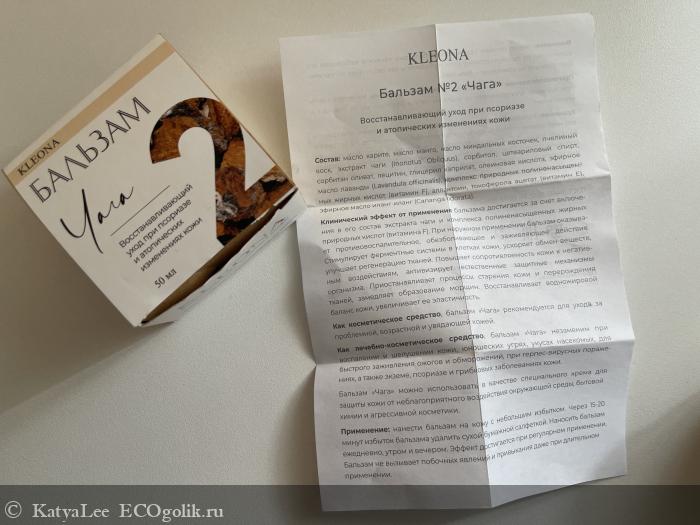 KLEONA
БАЛЬЗАМ
2
Чага
Восстанавливающий
уход при псориазе
и атопических
изменениях кожи
50 мл
KLEONA
Бальзам №2 «Чага»
Восстанавливающий уход при псориазе
и атопических изменениях кожи
Состав: масло карите, масло манго, масло миндальных косточек, пчелиный
воск, экстракт чаги (Inonotus Obliquus), сорбитол, цетеариловый спирт,
сорбитан оливат, лецитин, глицерил каприлат, олеиновая кислота, эфирное
масло лаванды (Lavandula officinalis), комплекс природных полиненасыщен-
ных жирных кислот (витамин F), аллантоин, токоферола ацетат (витамин Е),
эфирное масло иланг-иланг (Cananga odorata)
Клинический эффект от применения бальзама достигается за счет включе-
ния в его состав экстракта чаги и комплекса полиненасыщенных жирных
природных кислот (витамина F). При наружном применении бальзам оказыва-
ет противовоспалительное, обезболивающее и заживляющее действие.
Стимулирует ферментные системы в клетках кожи, ускоряет обмен веществ,
улучшает регенерацию тканей. Повышает сопротивляемость кожи к негатив-
ным воздействиям, активизирует естественные защитные механизмы
организма. Приостанавливает процессы старения кожи и перерождения
тканей, замедляет образование морщин. Восстанавливает водножировой
баланс кожи, увеличивает ее эластичность.
Как косметическое средство, бальзам «Чага» рекомендуется для ухода за
проблемной, возрастной и увядающей кожей.
Как лечебно-косметическое средство, бальзам «Чага» незаменим при
воспалении и шелушении кожи, юношеских угрях, укусах насекомых, для
быстрого заживления ожогов и обморожений, при герпес-вирусных пораже-
ниях, а также экземе, псориазе и грибковых заболеваниях кожи.
Бальзам «Чага» можно использовать в качестве специального крема для
защиты кожи от неблагоприятного воздействия окружающей среды, бытовой
химии и агрессивной косметики.
Применение: нанести бальзам на кожу с небольшим избытком. Через 15-20
минут избыток бальзама удалить сухой бумажной салфеткой. Наносить бальзам
ежедневно, утром и вечером. Эффект достигается при регулярном применении.
Бальзам не вызывает побочных явлений и привыкания даже при длительном
применении.
© KatyaLee ECOgolik.ru